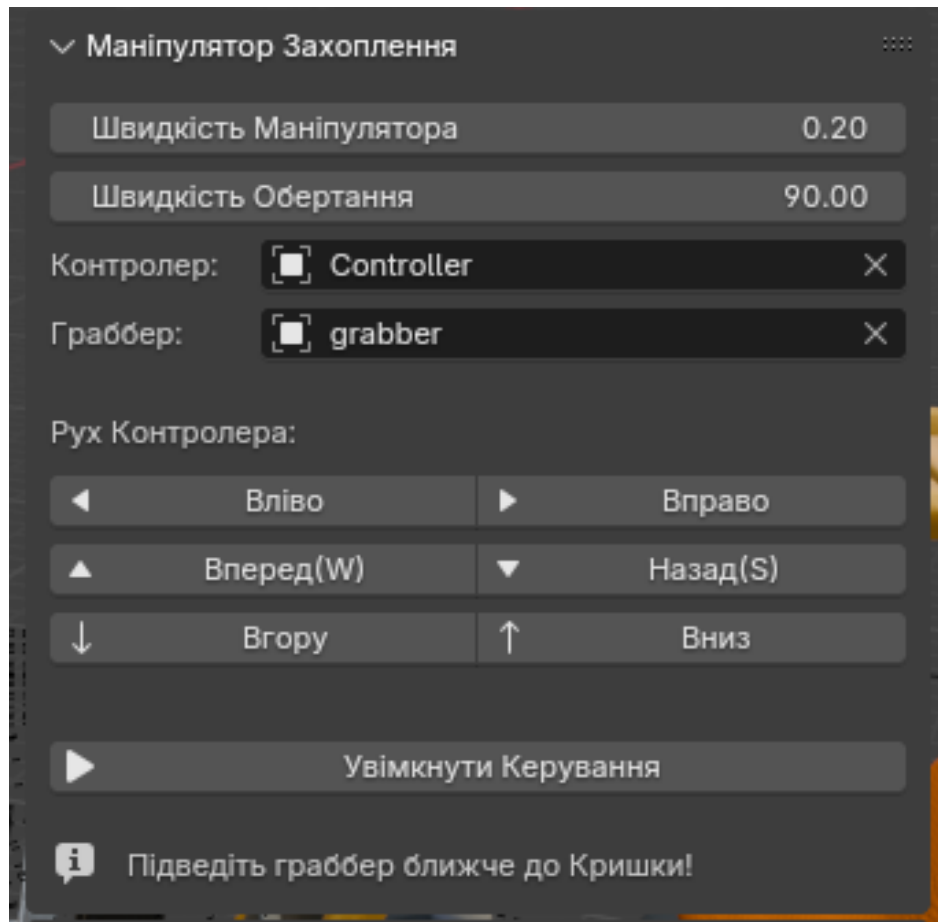 Маніпулятор Захоплення
Швидкість Маніпулятора 0.20
Швидкість Обертання 90.00
Контролер: Controller
Граббер: grabber
Рух Контролера:
Вліво Вправо
Вперед(W) Назад(S)
Вгору Вниз
Увімкнути Керування
Підведіть граббер ближче до Кришки!